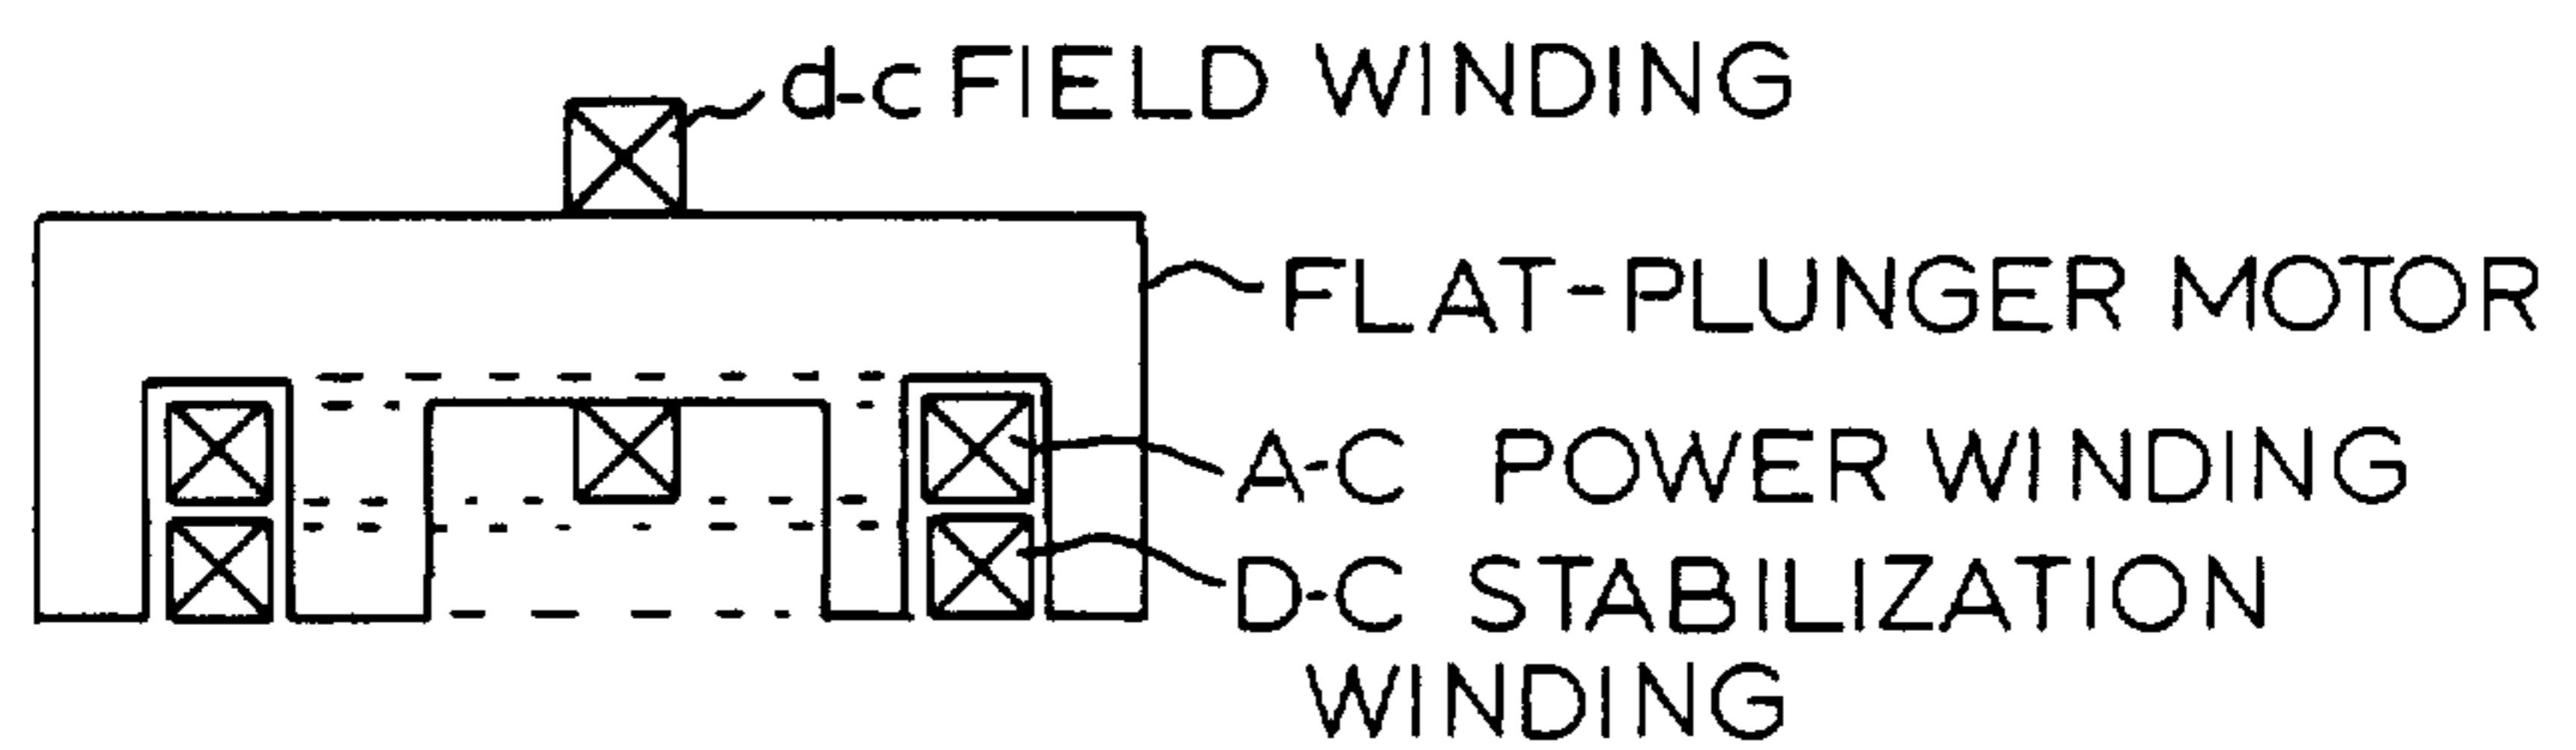 d-c FIELD WINDING
FLAT-PLUNGER MOTOR
A-C POWER WINDING
D-C STABILIZATION
WINDING